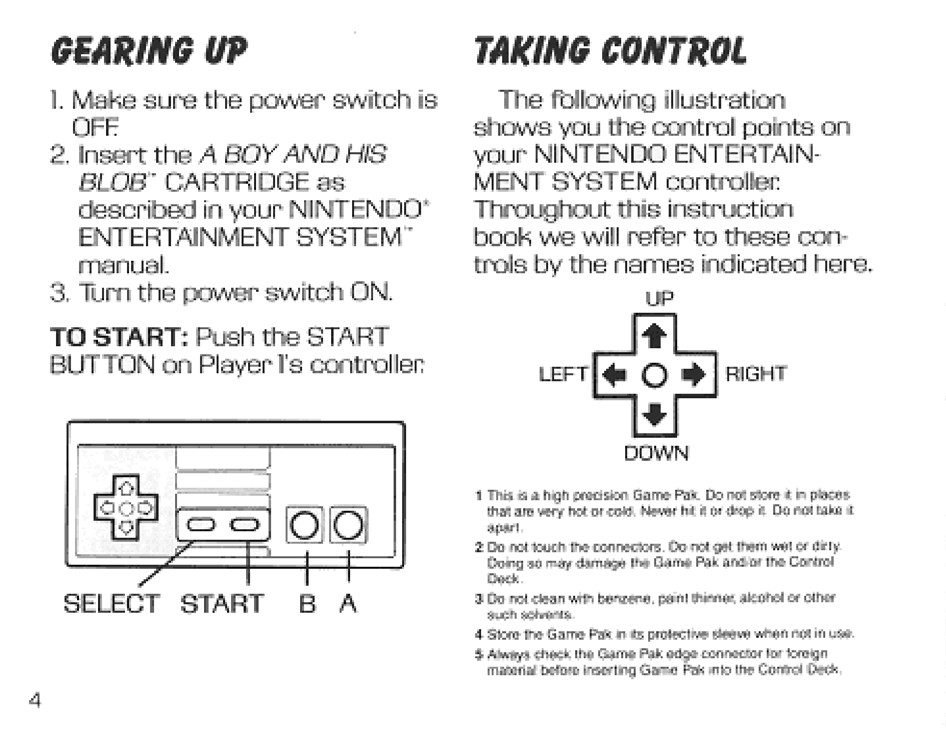 GEARING UP
1. Make sure the power switch is
OFF.
2. Insert the A BOY AND HIS
BLOB™ CARTRIDGE as
described in your NINTENDO®
ENTERTAINMENT SYSTEM™
manual.
3. Turn the power switch ON.
TO START: Push the START
BUTTON on Player 1's controller.
SELECT START B A
4
TAKING CONTROL
The following illustration
shows you the control points on
your NINTENDO ENTERTAIN-
MENT SYSTEM controller.
Throughout this instruction
book we will refer to these con-
trols by the names indicated here.
UP
LEFT RIGHT
DOWN
1 This is a high precision Game Pak. Do not store it in places
that are very hot or cold. Never hit it or drop it. Do not take it
apart.
2 Do not touch the connectors. Do not get them wet or dirty.
Doing so may damage the Game Pak and/or the Control
Deck.
3 Do not clean with benzene, paint thinner, alcohol or other
such solvents.
4 Store the Game Pak in its protective sleeve when not in use.
5 Always check the Game Pak edge connector for foreign
material before inserting Game Pak into the Control Deck.